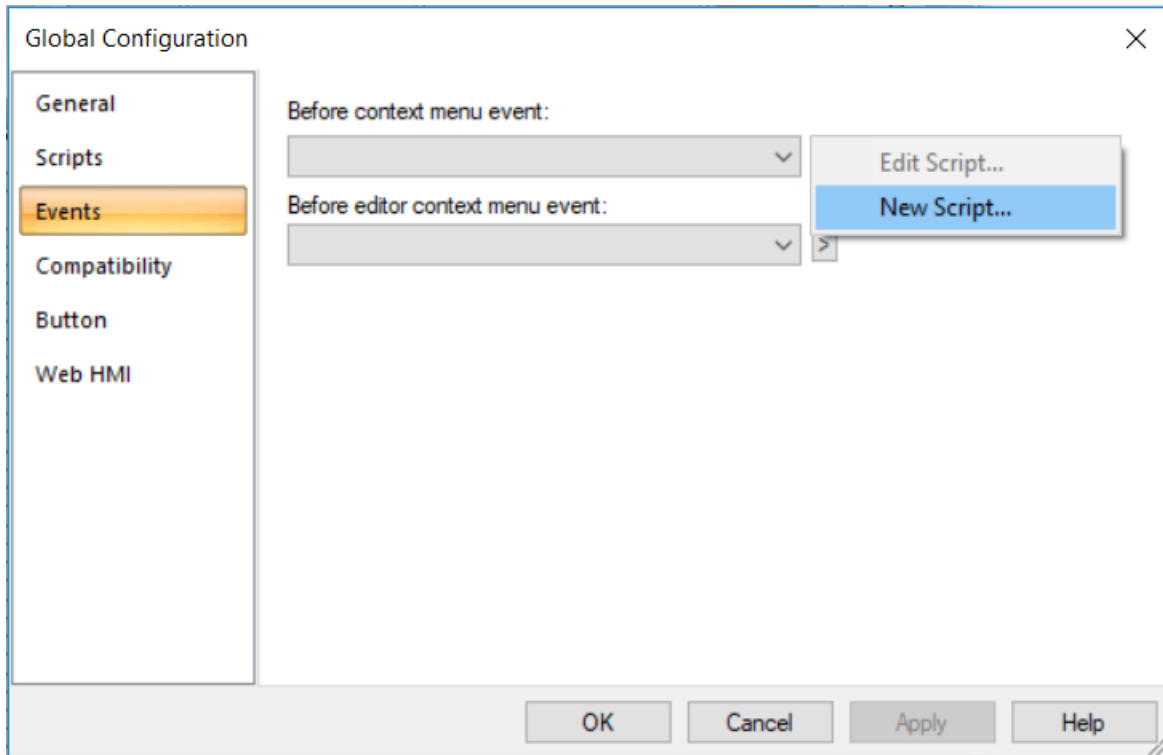 Global Configuration
General
Scripts
Events
Compatibility
Button
Web HMI
Before context menu event:
Edit Script...
New Script...
Before editor context menu event:
>
OK
Cancel
Apply
Help